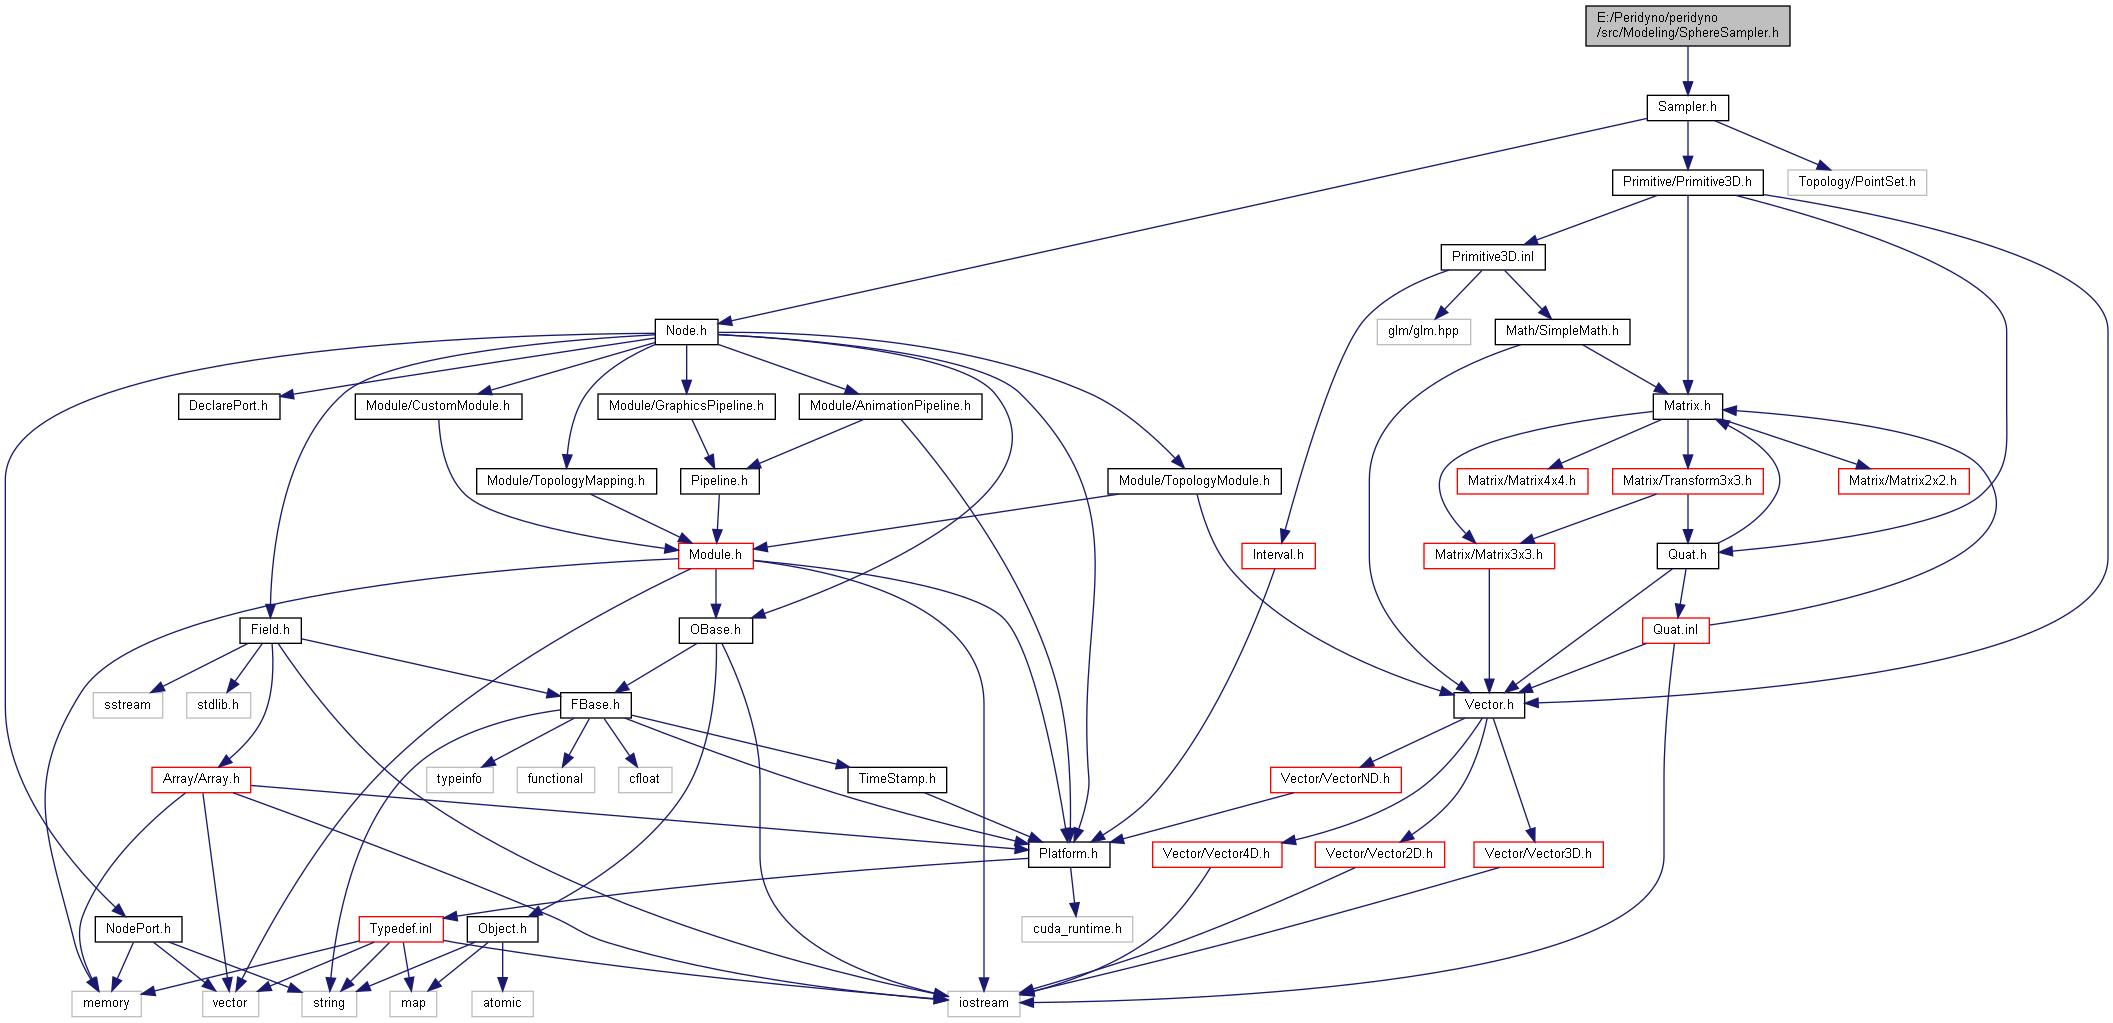 E:/Peridyno/peridyno
/src/Modeling/SphereSampler.h
Sampler.h
Primitive/Primitive3D.h
Topology/PointSet.h
Primitive3D.inl
Node.h
glm/glm.hpp
Math/SimpleMath.h
DeclarePort.h
Module/CustomModule.h
Module/GraphicsPipeline.h
Module/AnimationPipeline.h
Matrix.h
Module/TopologyMapping.h
Pipeline.h
Module/TopologyModule.h
Matrix/Matrix4x4.h
Matrix/Transform3x3.h
Matrix/Matrix2x2.h
Module.h
Interval.h
Matrix/Matrix3x3.h
Quat.h
Field.h
OBase.h
Quat.inl
sstream
stdlib.h
FBase.h
Vector.h
Array/Array.h
typeinfo
functional
cfloat
TimeStamp.h
Vector/VectorND.h
Platform.h
Vector/Vector4D.h
Vector/Vector2D.h
Vector/Vector3D.h
NodePort.h
Typedef.inl
Object.h
cuda_runtime.h
memory
vector
string
map
atomic
iostream